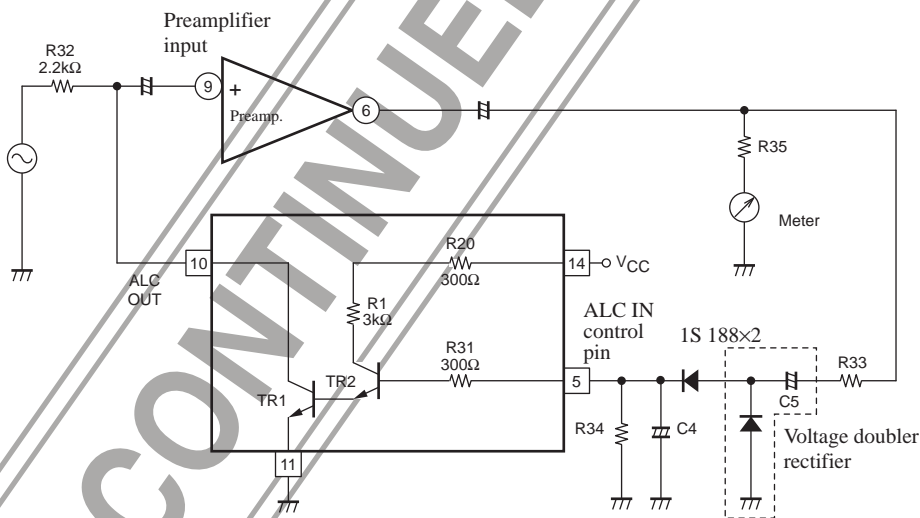 Preamplifier
input
R32
2.2kΩ
9
+
Preamp.
6
R35
Meter
10
ALC
OUT
R20
300Ω
14
VCC
R1
3kΩ
ALC IN
control
pin
R31
300Ω
1S 188×2
5
TR1
TR2
R34
C4
C5
R33
Voltage doubler
rectifier
11
CONTINUE